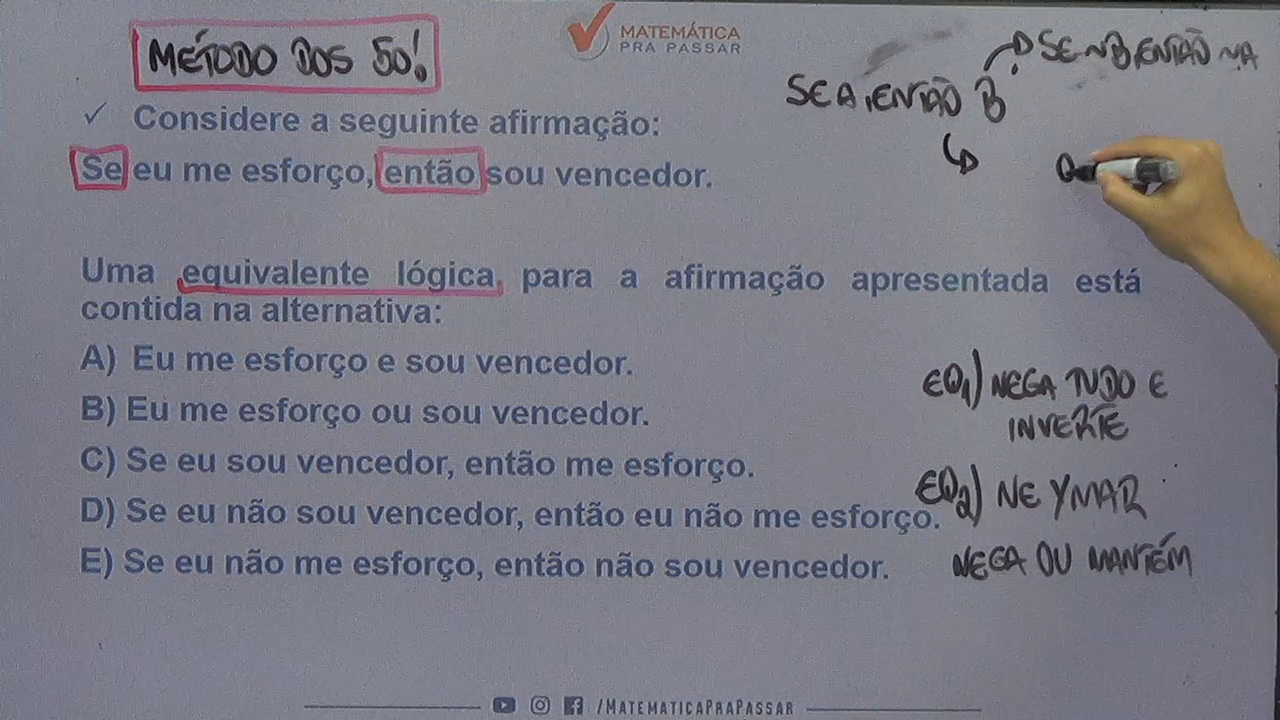 MÉTODO DOS 50!
MATEMÁTICA
PRA PASSAR
SE NB, ENTÃO NA
SE A, ENTÃO B
✓ Considere a seguinte afirmação:
Se eu me esforço, então sou vencedor.
Uma equivalente lógica para a afirmação apresentada está
contida na alternativa:
A) Eu me esforço e sou vencedor.
B) Eu me esforço ou sou vencedor.
C) Se eu sou vencedor, então me esforço.
D) Se eu não sou vencedor, então eu não me esforço.
E) Se eu não me esforço, então não sou vencedor.
EQ1) NEGA TUDO E
INVERTE
EQ2) NEYMAR
NEGA OU MANTÉM
/MATEMATICAPRAPASSAR